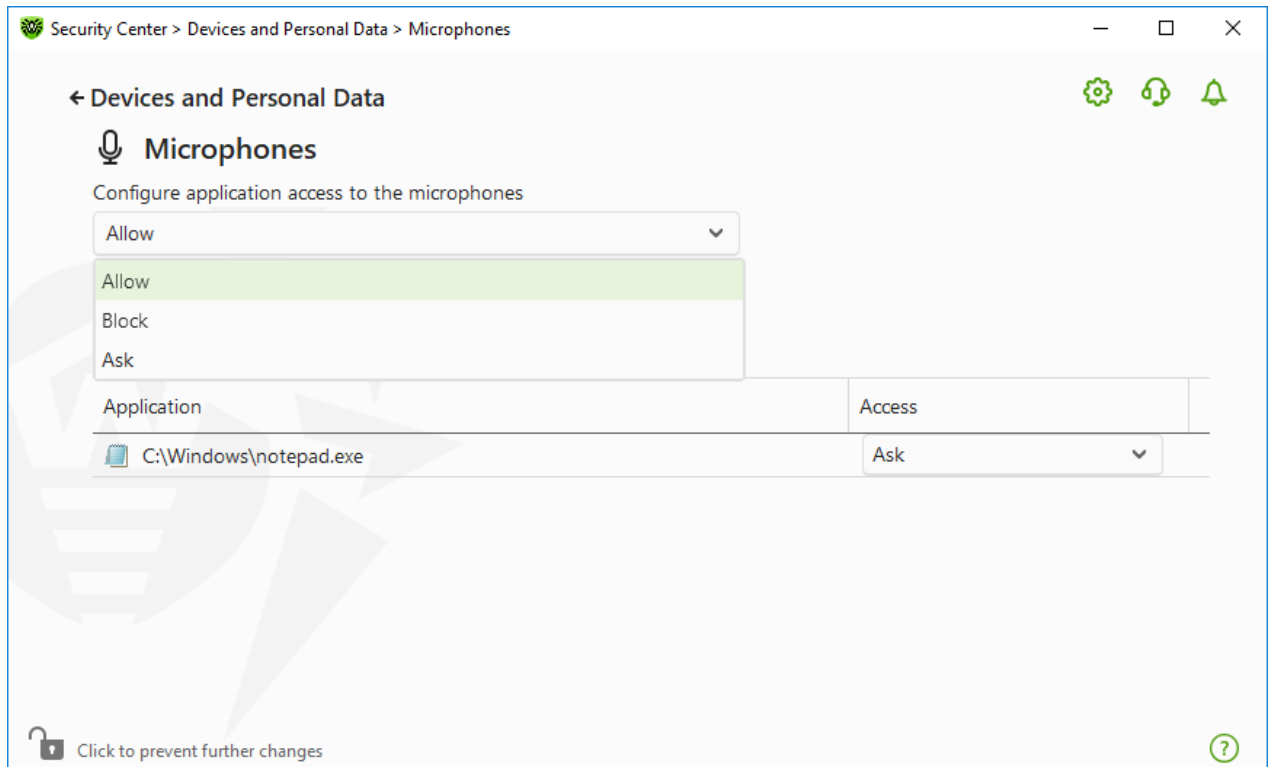 Security Center > Devices and Personal Data > Microphones
Devices and Personal Data
Microphones
Configure application access to the microphones
Allow
Allow
Block
Ask
Application Access
C:\Windows\notepad.exe Ask
Click to prevent further changes
?